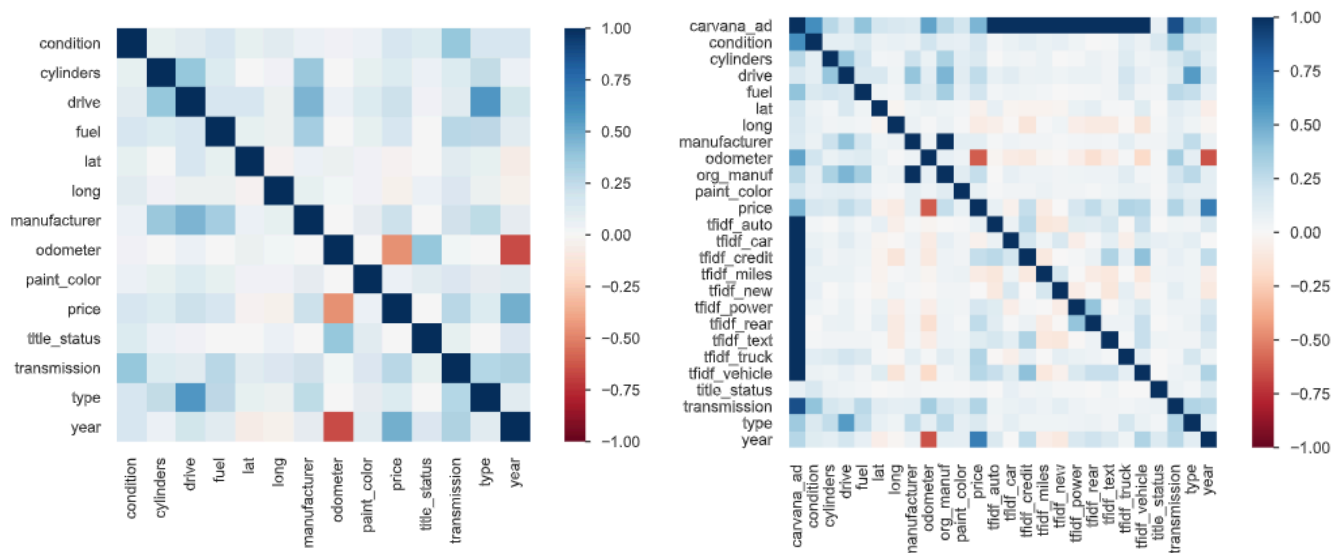 condition
cylinders
drive
fuel
lat
long
manufacturer
odometer
paint_color
price
title_status
transmission
type
year
condition
cylinders
drive
fuel
lat
long
manufacturer
odometer
paint_color
price
title_status
transmission
type
year
1.00
0.75
0.50
0.25
0.00
−0.25
−0.50
−0.75
−1.00
carvana_ad
condition
cylinders
drive
fuel
lat
long
manufacturer
odometer
org_manuf
paint_color
price
tfidf_auto
tfidf_car
tfidf_credit
tfidf_miles
tfidf_new
tfidf_power
tfidf_rear
tfidf_text
tfidf_truck
tfidf_vehicle
title_status
transmission
type
year
carvana_ad
condition
cylinders
drive
fuel
lat
long
manufacturer
odometer
org_manuf
paint_color
price
tfidf_auto
tfidf_car
tfidf_credit
tfidf_miles
tfidf_new
tfidf_power
tfidf_rear
tfidf_text
tfidf_truck
tfidf_vehicle
title_status
transmission
type
year
1.00
0.75
0.50
0.25
0.00
−0.25
−0.50
−0.75
−1.00